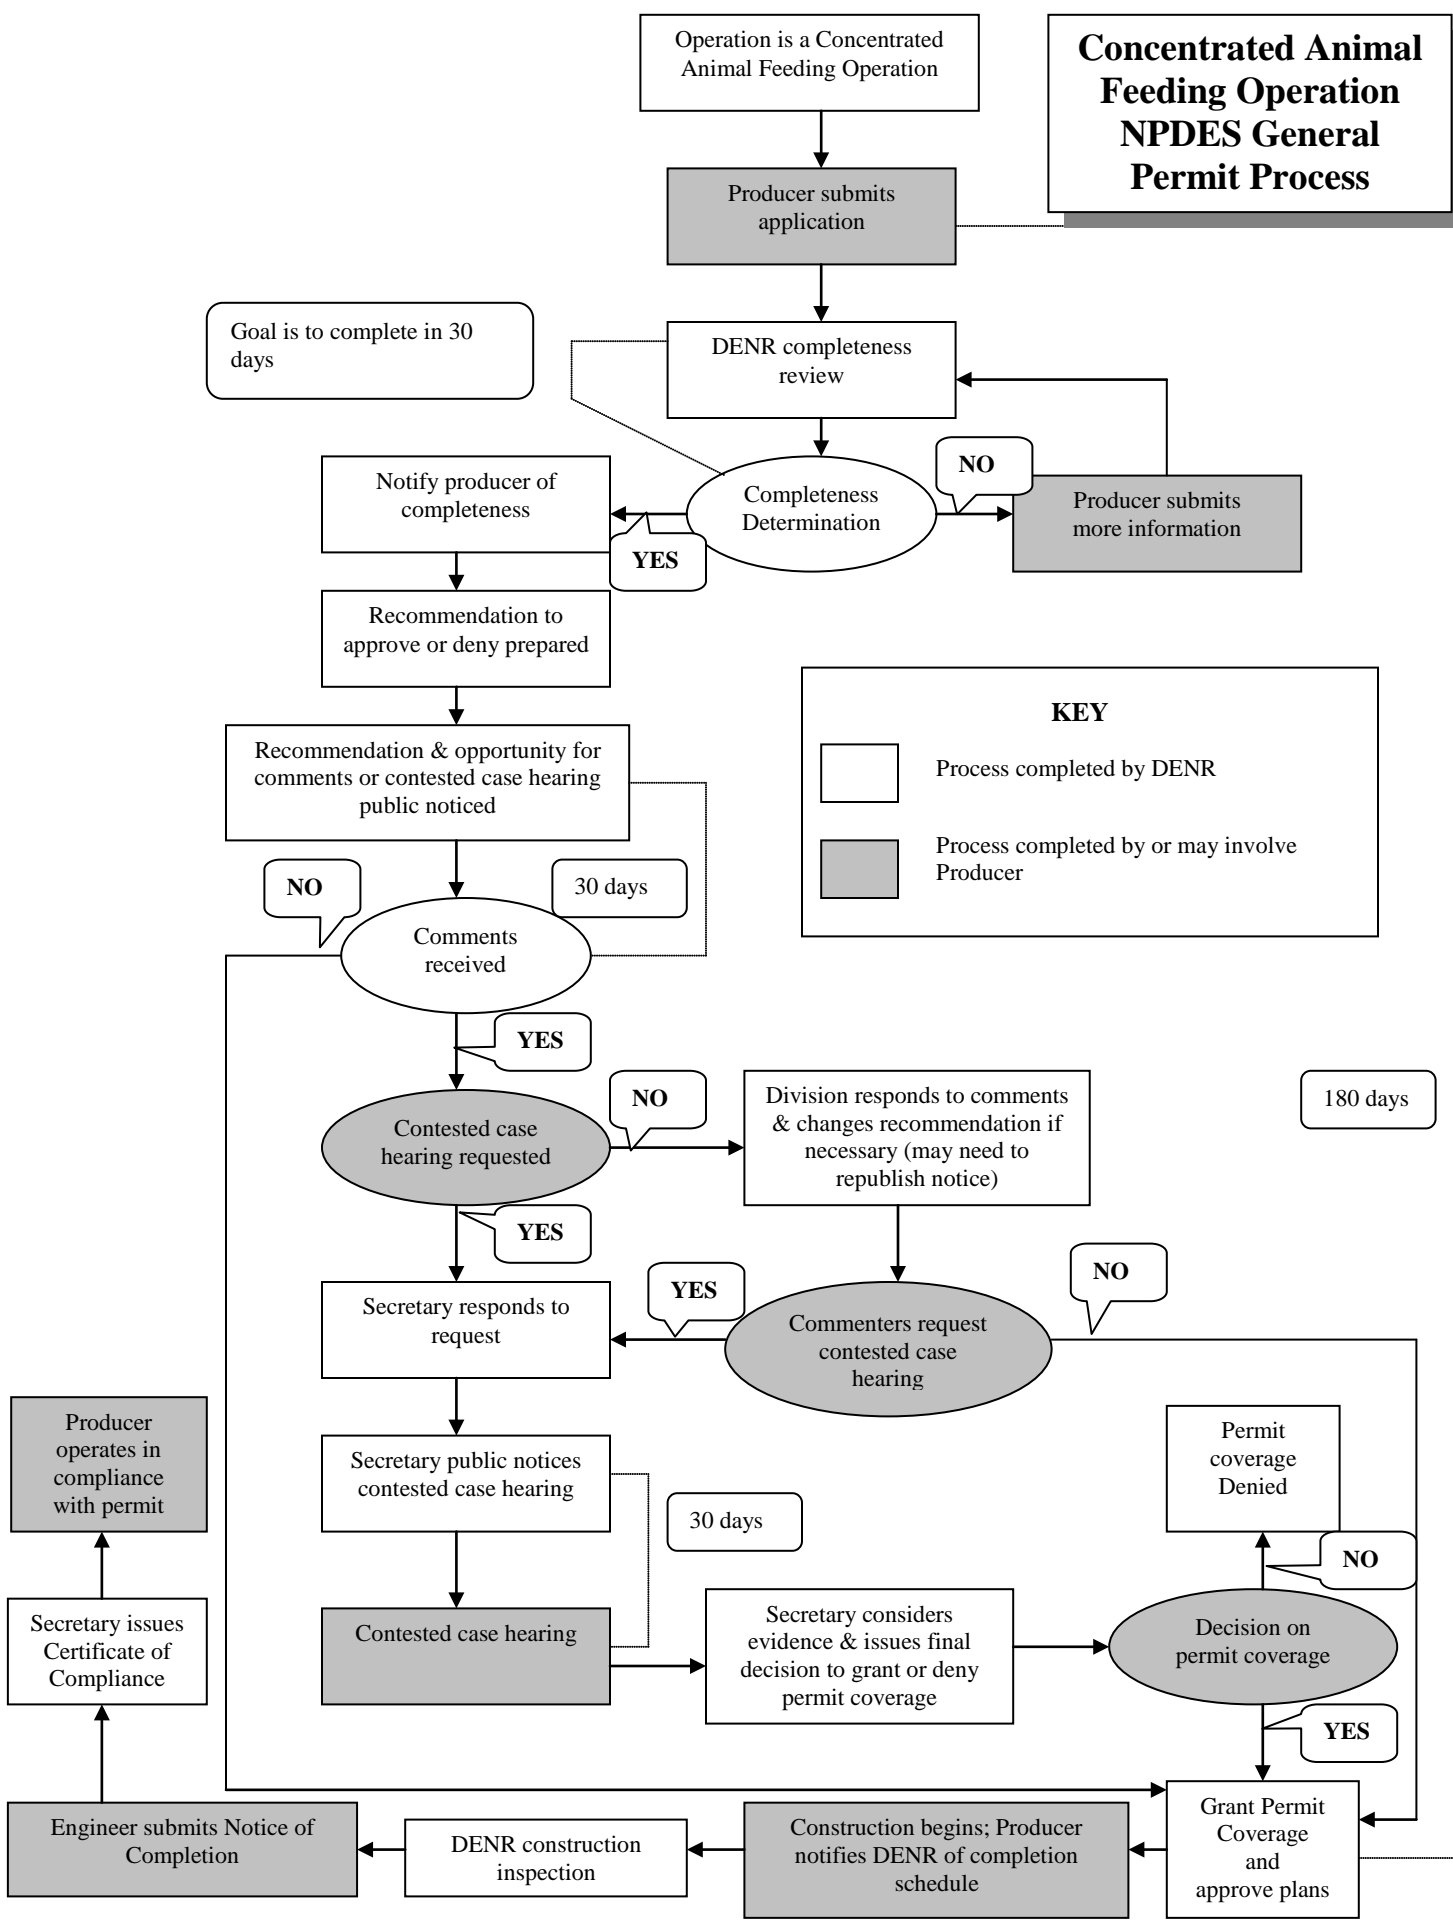 Operation is a Concentrated
Animal Feeding Operation
Concentrated Animal
Feeding Operation
NPDES General
Permit Process
Producer submits
application
Goal is to complete in 30
days
DENR completeness
review
NO
Notify producer of
completeness
Completeness
Determination
Producer submits
more information
YES
Recommendation to
approve or deny prepared
KEY
Process completed by DENR
Process completed by or may involve
Producer
Recommendation & opportunity for
comments or contested case hearing
public noticed
NO
30 days
Comments
received
YES
Contested case
hearing requested
NO
Division responds to comments
& changes recommendation if
necessary (may need to
republish notice)
180 days
YES
Secretary responds to
request
YES
Commenters request
contested case
hearing
NO
Producer
operates in
compliance
with permit
Secretary public notices
contested case hearing
30 days
Permit
coverage
Denied
NO
Secretary issues
Certificate of
Compliance
Contested case hearing
Secretary considers
evidence & issues final
decision to grant or deny
permit coverage
Decision on
permit coverage
YES
Engineer submits Notice of
Completion
DENR construction
inspection
Construction begins; Producer
notifies DENR of completion
schedule
Grant Permit
Coverage
and
approve plans